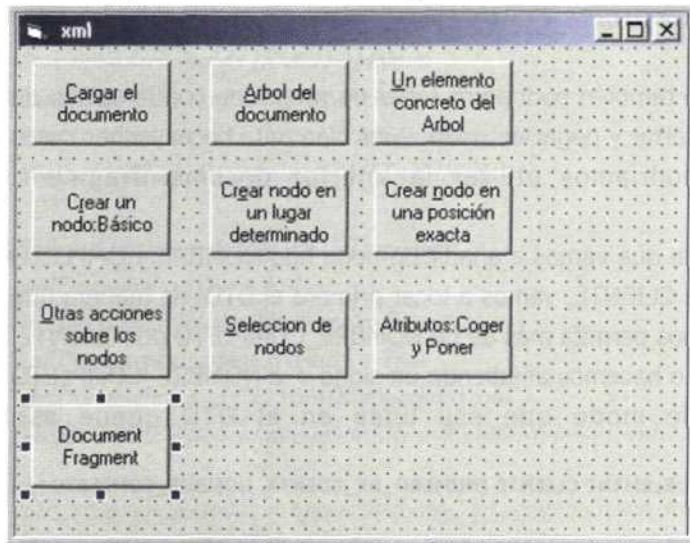 xml
Cargar el
documento
Arbol del
documento
Un elemento
concreto del
Arbol
Crear un
nodo:Básico
Crear nodo en
un lugar
determinado
Crear nodo en
una posición
exacta
Otras acciones
sobre los
nodos
Seleccion de
nodos
Atributos:Coger
y Poner
Document
Fragment